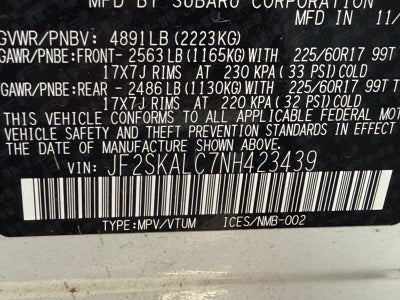 MFD BY SUBARU CORPORATION IN 11/
GVWR/PNBV: 4891LB (2223KG)
GAWR/PNBE:FRONT- 2563 LB (1165KG)WITH 225/60R17 99T
17X7J RIMS AT 230 KPA (33 PSI)COLD
GAWR/PNBE:REAR - 2486 LB (1130KG)WITH 225/60R17 99T
17X7J RIMS AT 220 KPA (32 PSI)COLD
THIS VEHICLE CONFORMS TO ALL APPLICABLE FEDERAL MOT
VEHICLE SAFETY AND THEFT PREVENTION STANDARDS IN EFFECT
THE DATE OF MANUFACTURE SHOWN ABOVE.
VIN: JF2SKALC7NH423439
TYPE:MPV/VTUM ICES/NMB-002